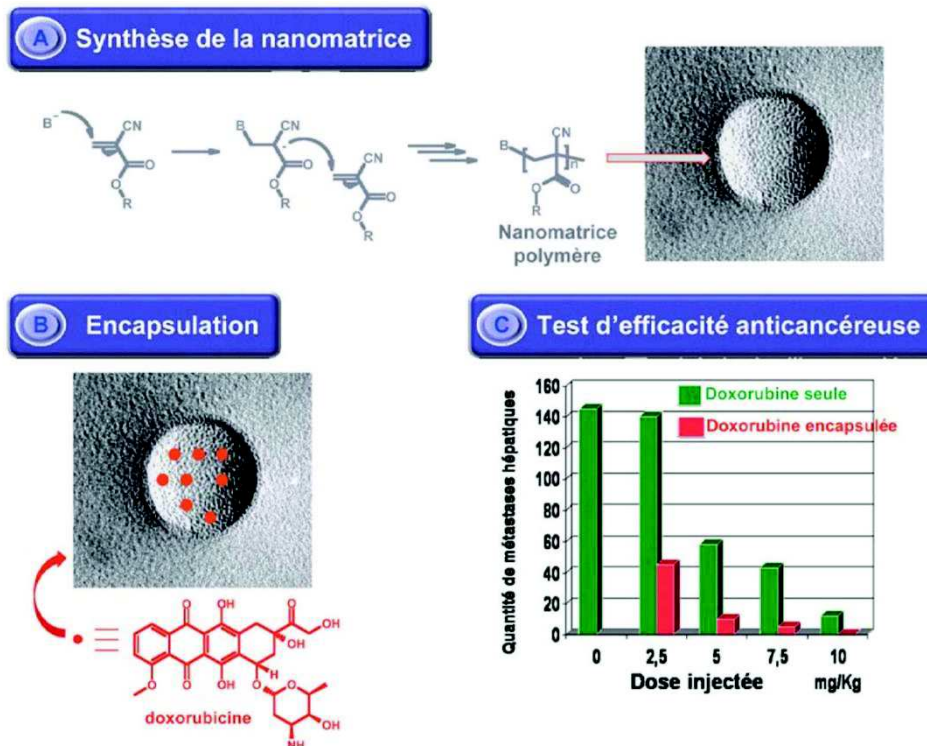 A Synthèse de la nanomatrice
B⁻
CN
O
O
R
B
CN
O
O
R
CN
O
O
R
B
CN
n
O
O
R
Nanomatrice
polymère
B Encapsulation
O
OH
O
OH
OH
O
O
OH
H
O
O
OH
NH
doxorubicine
C Test d'efficacité anticancéreuse
Quantité de métastases hépatiques
160
140
120
100
80
60
40
20
0
Doxorubine seule
Doxorubine encapsulée
0
2,5
5
7,5
10
Dose injectée
mg/Kg